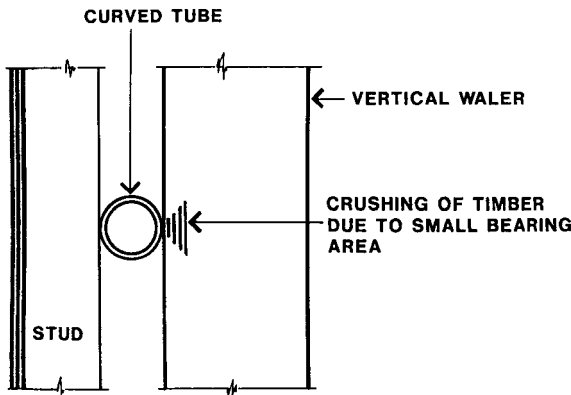 CURVED TUBE
VERTICAL WALER
CRUSHING OF TIMBER
DUE TO SMALL BEARING
AREA
STUD